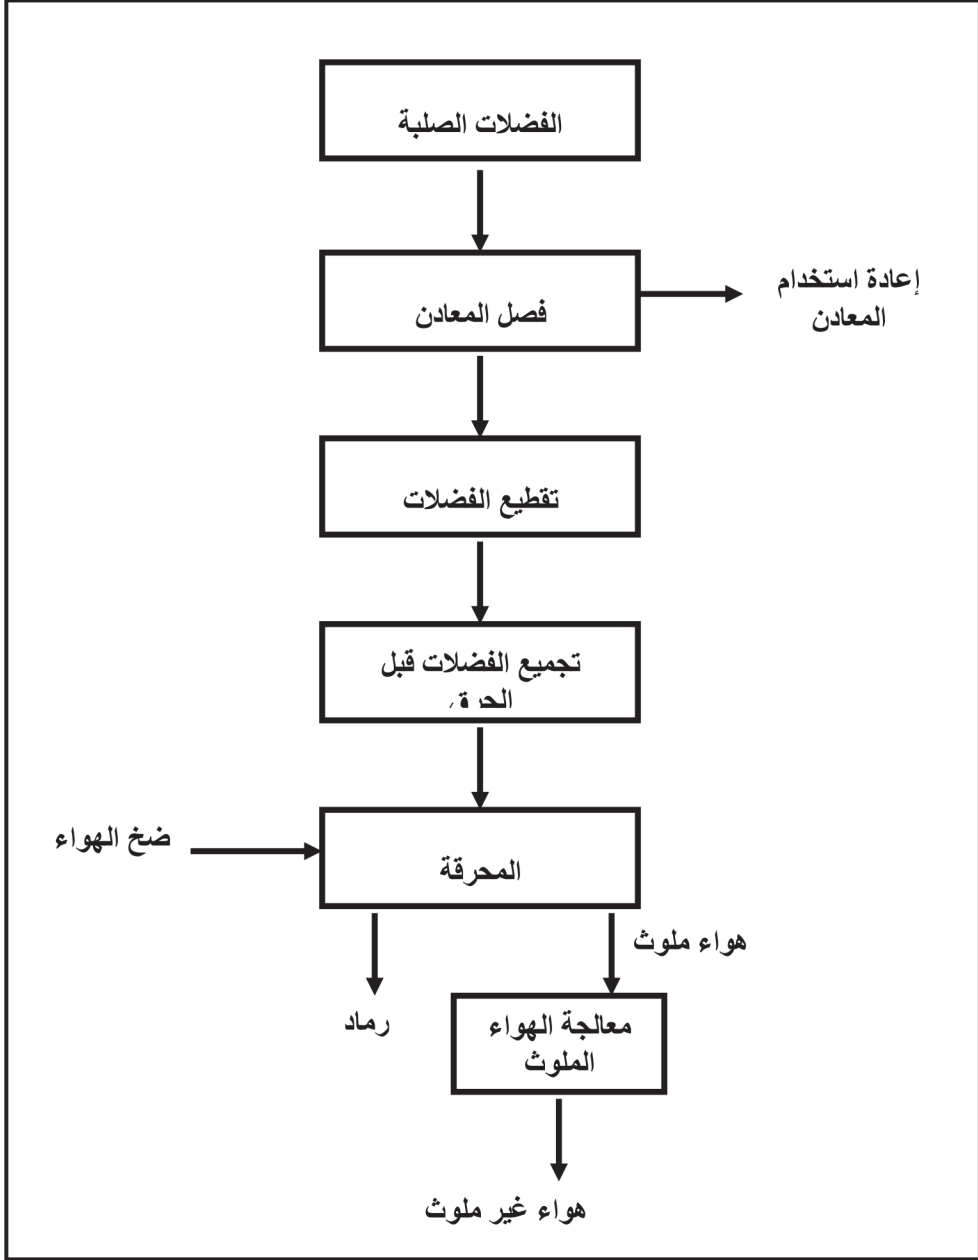 الفضلات الصلبة
فصل المعادن
إعادة استخدام
المعادن
تقطيع الفضلات
تجميع الفضلات قبل
الحرق
ضخ الهواء
المحرقة
هواء ملوث
رماد
معالجة الهواء
الملوث
هواء غير ملوث